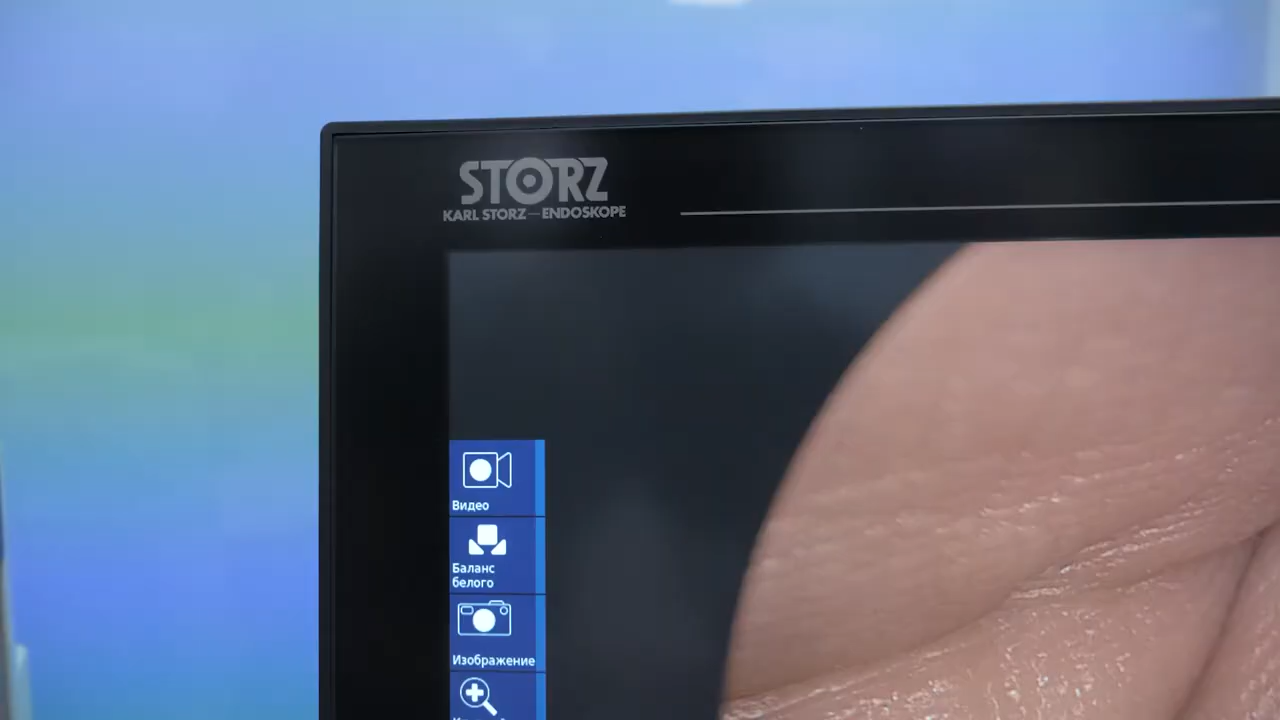 STORZ
KARL STORZ—ENDOSKOPE
Видео
Баланс
белого
Изображение